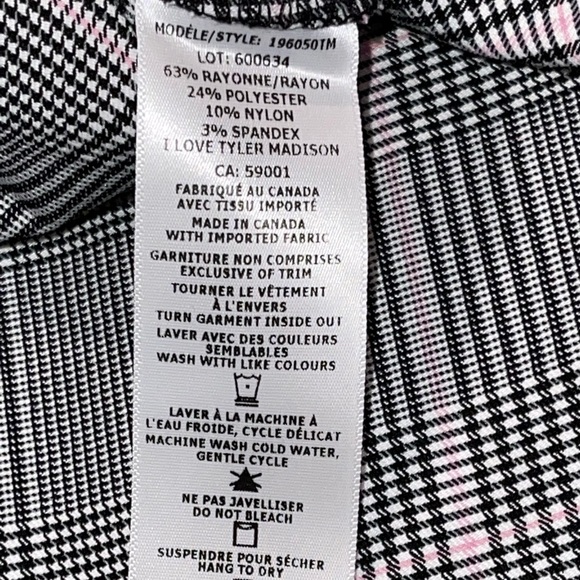 MODÈLE/STYLE: 196050TM
LOT: 600634
63% RAYONNE/RAYON
24% POLYESTER
10% NYLON
3% SPANDEX
I LOVE TYLER MADISON
CA: 59001
FABRIQUÉ AU CANADA
AVEC TISSU IMPORTÉ
MADE IN CANADA
WITH IMPORTED FABRIC
GARNITURE NON COMPRISES
EXCLUSIVE OF TRIM
TOURNER LE VÊTEMENT
À L'ENVERS
TURN GARMENT INSIDE OUT
LAVER AVEC DES COULEURS
SEMBLABLES
WASH WITH LIKE COLOURS
LAVER À LA MACHINE À
L'EAU FROIDE, CYCLE DÉLICAT
MACHINE WASH COLD WATER,
GENTLE CYCLE
NE PAS JAVELLISER
DO NOT BLEACH
SUSPENDRE POUR SÉCHER
HANG TO DRY